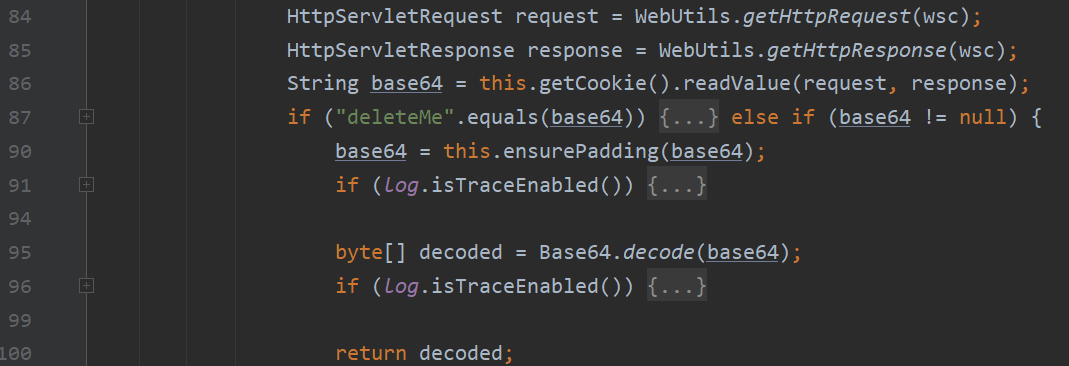 84 HttpServletRequest request = WebUtils.getHttpRequest(wsc);
85 HttpServletResponse response = WebUtils.getHttpResponse(wsc);
86 String base64 = this.getCookie().readValue(request, response);
87 if ("deleteMe".equals(base64)) {...} else if (base64 != null) {
90 base64 = this.ensurePadding(base64);
91 if (log.isTraceEnabled()) {...}
94
95 byte[] decoded = Base64.decode(base64);
96 if (log.isTraceEnabled()) {...}
99
100 return decoded;